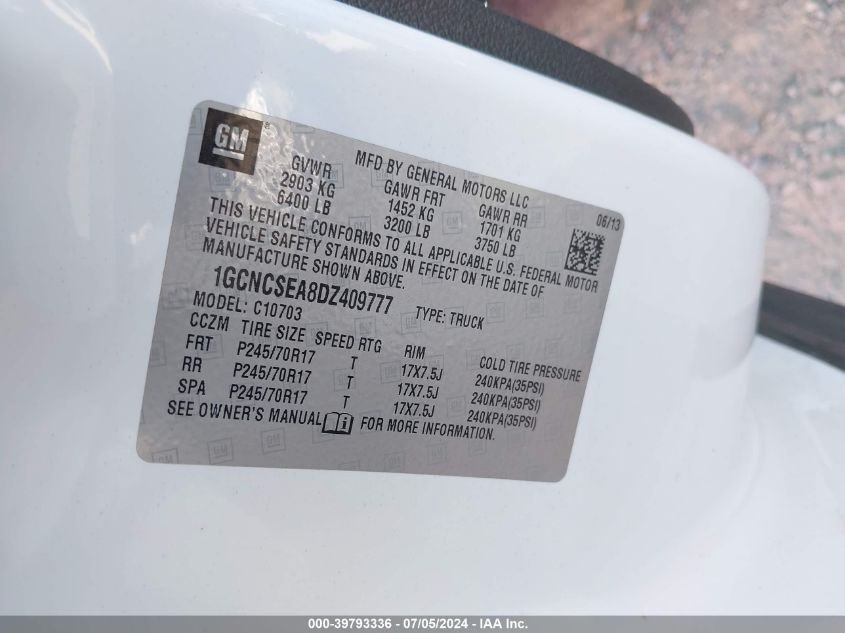 GM
MFD BY GENERAL MOTORS LLC
06/13
GVWR GAWR FRT GAWR RR
2903 KG 1452 KG 1701 KG
6400 LB 3200 LB 3750 LB
THIS VEHICLE CONFORMS TO ALL APPLICABLE U.S. FEDERAL MOTOR
VEHICLE SAFETY STANDARDS IN EFFECT ON THE DATE OF
MANUFACTURE SHOWN ABOVE.
1GCNCSEA8DZ409777 TYPE: TRUCK
MODEL: C10703
CCZM TIRE SIZE SPEED RTG RIM COLD TIRE PRESSURE
FRT P245/70R17 T 17X7.5J 240KPA(35PSI)
RR P245/70R17 T 17X7.5J 240KPA(35PSI)
SPA P245/70R17 T 17X7.5J 240KPA(35PSI)
SEE OWNER'S MANUAL FOR MORE INFORMATION.
000-39793336 - 07/05/2024 - IAA Inc.